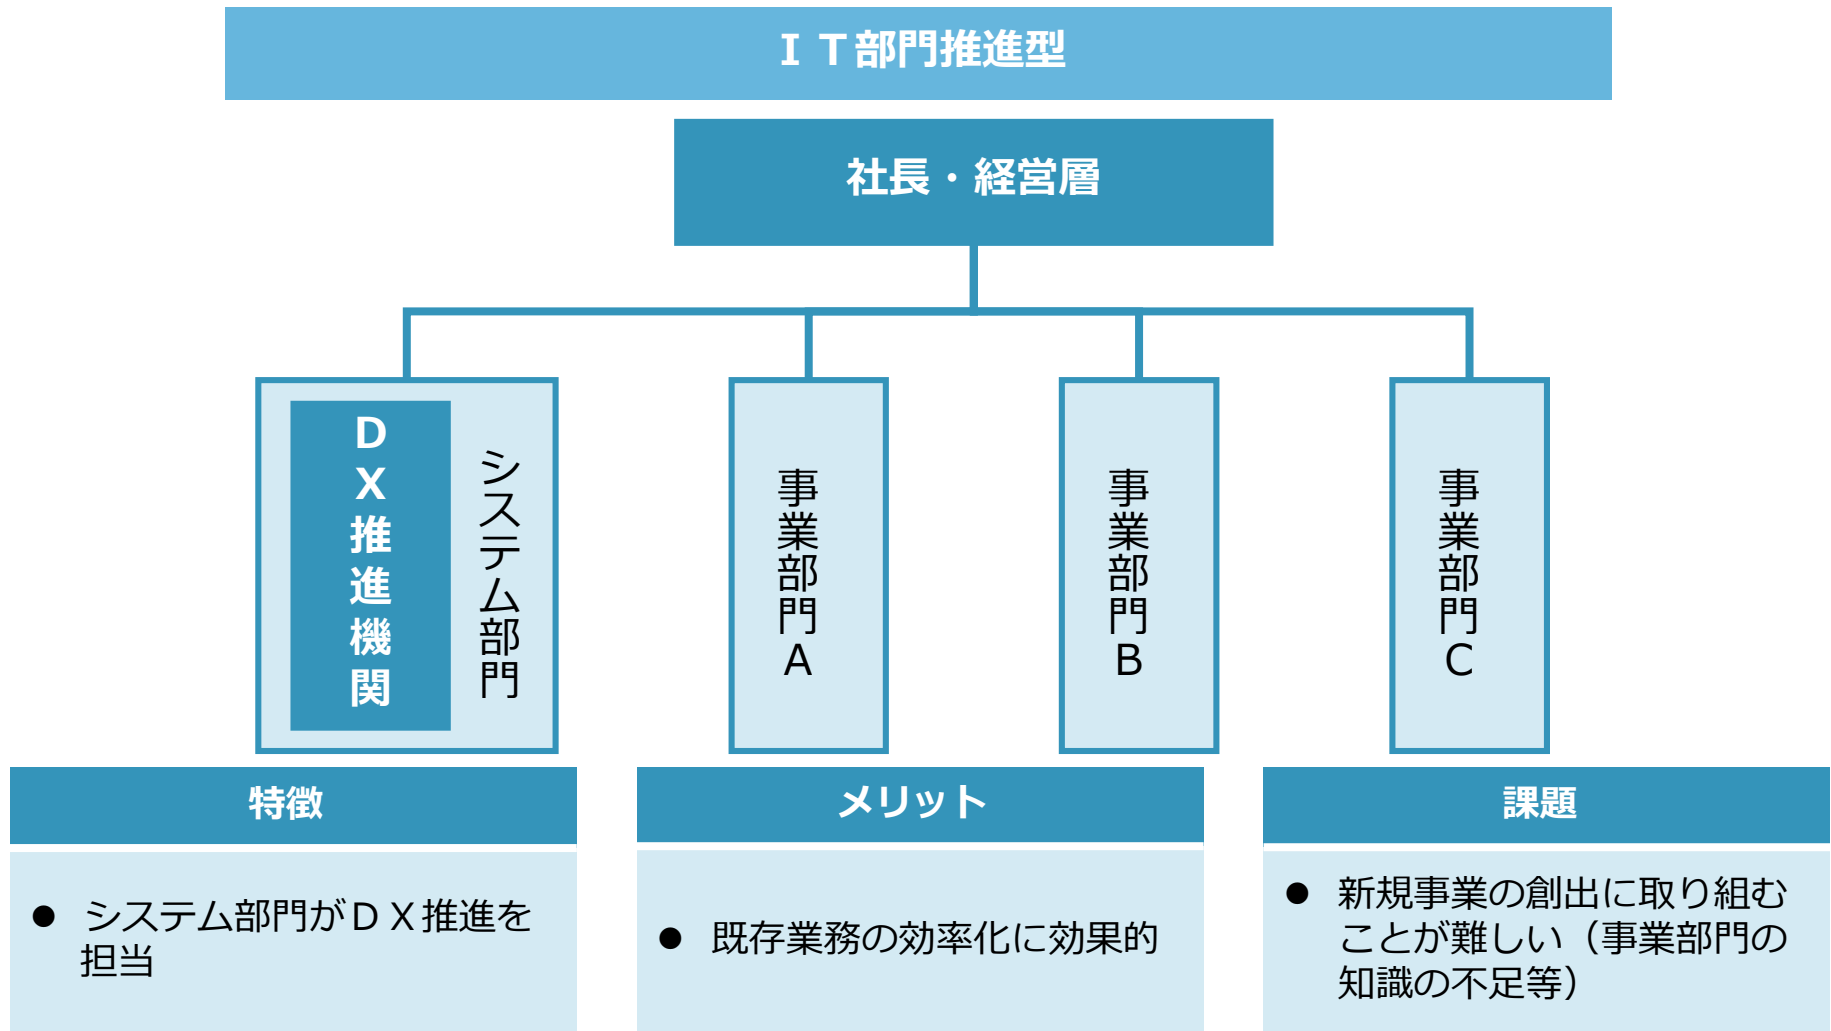 ＩＴ部門推進型
社長・経営層
ＤＸ推進機関
システム部門
事業部門Ａ
事業部門Ｂ
事業部門Ｃ
特徴
● システム部門がＤＸ推進を
担当
メリット
● 既存業務の効率化に効果的
課題
● 新規事業の創出に取り組む
ことが難しい（事業部門の
知識の不足等）